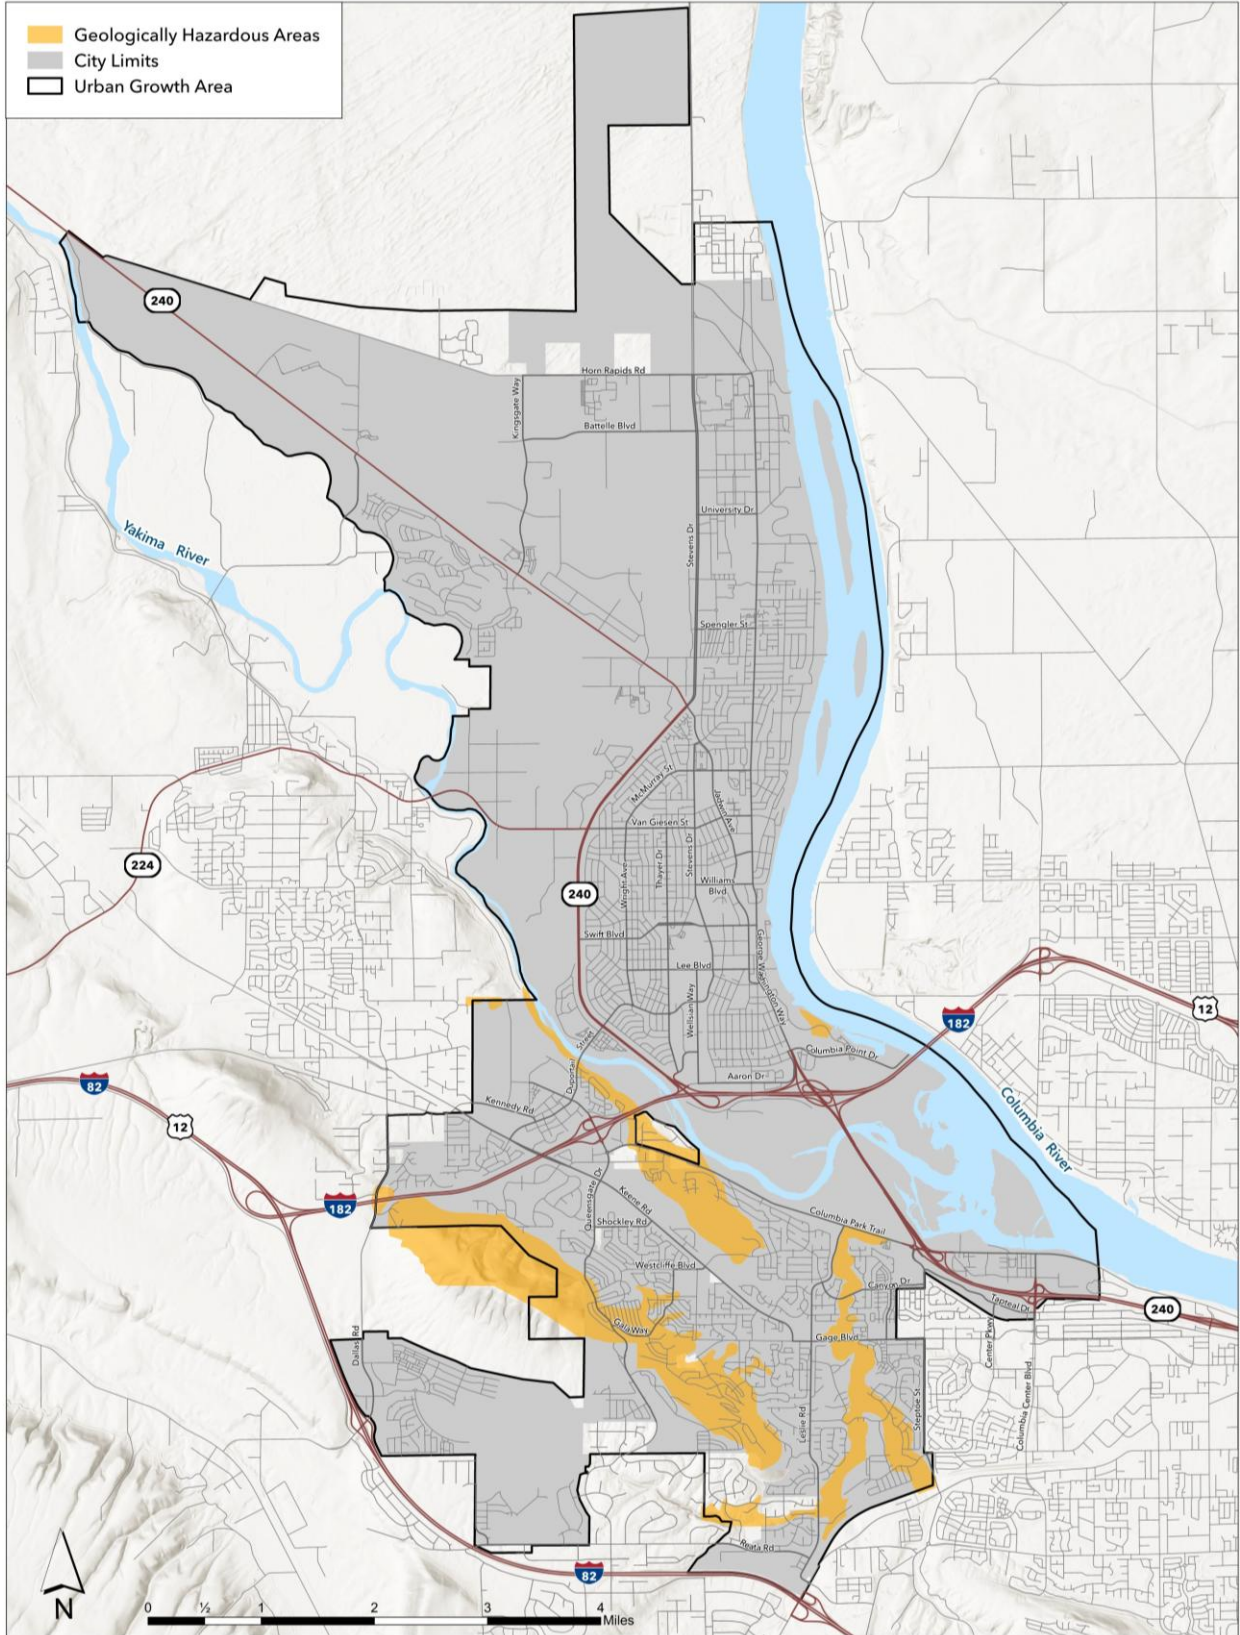 Geologically Hazardous Areas
City Limits
Urban Growth Area
240
Horn Rapids Rd
Kingsgate Way
Battelle Blvd
University Dr
Stevens Dr
Yakima River
Spengler St
McMurray St
Jadwin Ave
Van Giesen St
224
240
Wright Ave
Thayer Dr
Stevens Dr
Williams
Blvd
Swift Blvd
George Washington Way
Lee Blvd
Wellsian Way
182
12
Columbia Point Dr
Duportail
Street
Aaron Dr
82
12
Kennedy Rd
Columbia River
182
Queensgate Dr
Keene Rd
Shockley Rd
Columbia Park Trail
Westcliffe Blvd
Canyon Dr
Tapteal Dr
240
Gala Way
Gage Blvd
Dallas Rd
Center Pkwy
Columbia Center Blvd
Leslie Rd
Steptoe St
Reata Rd
82
N
0 ½ 1 2 3 4
Miles